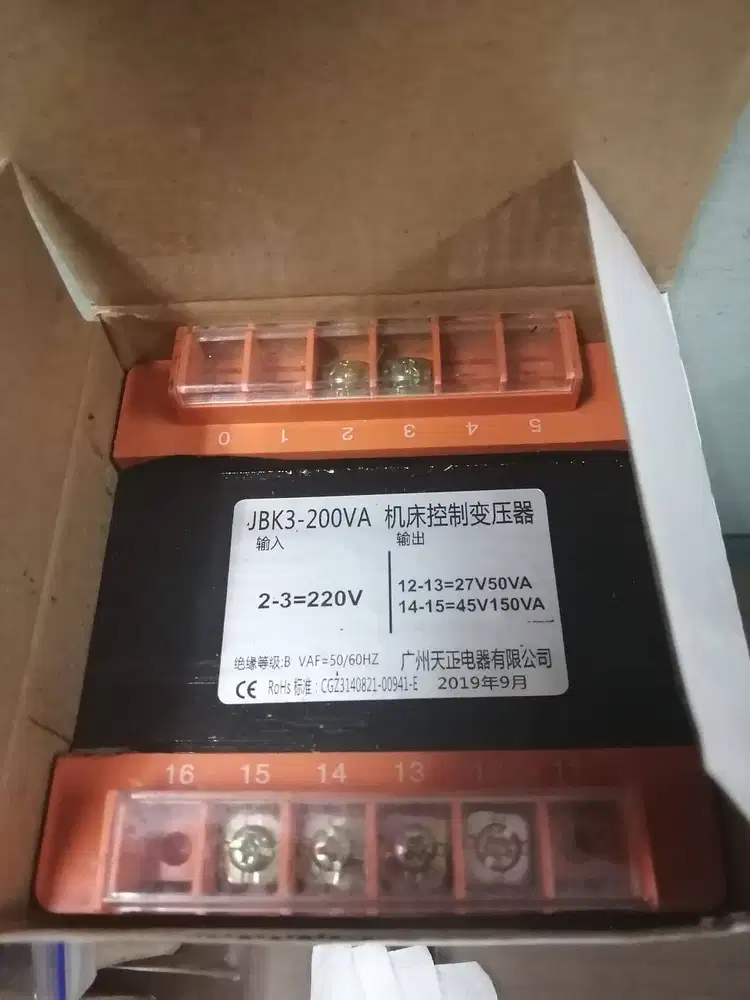 0 1 2 3 4 5
JBK3-200VA 机床控制变压器
输入 输出
2-3=220V
12-13=27V50VA
14-15=45V150VA
绝缘等级:B VAF=50/60HZ 广州天正电器有限公司
CE RoHs 标准：CGZ3140821-00941-E 2019年9月
16 15 14 13